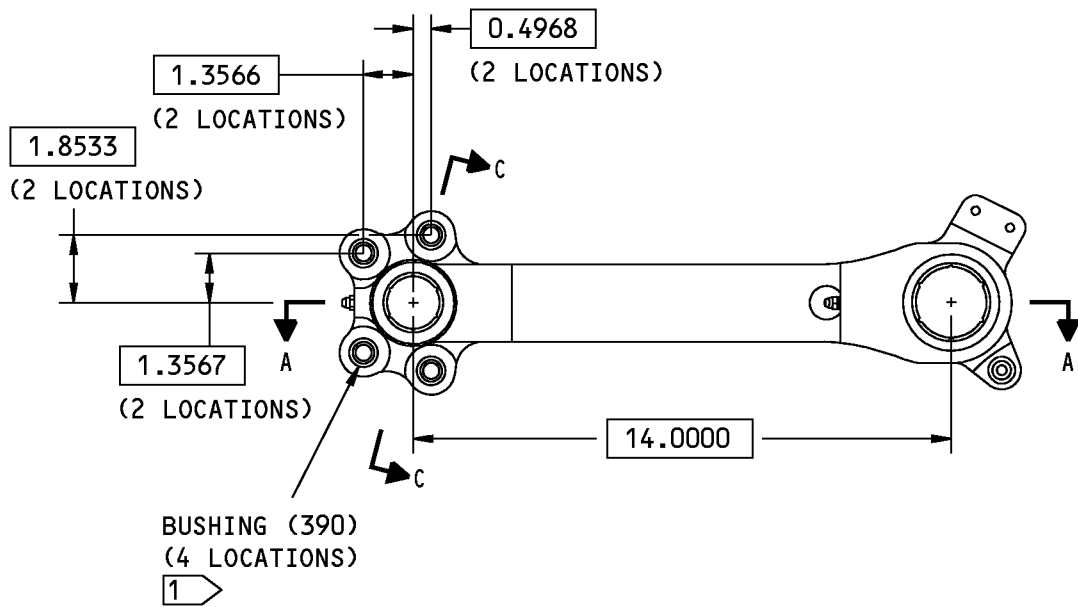 0.4968
(2 LOCATIONS)
1.3566
(2 LOCATIONS)
1.8533
(2 LOCATIONS)
C
A
1.3567
(2 LOCATIONS)
A
14.0000
C
BUSHING (390)
(4 LOCATIONS)
1